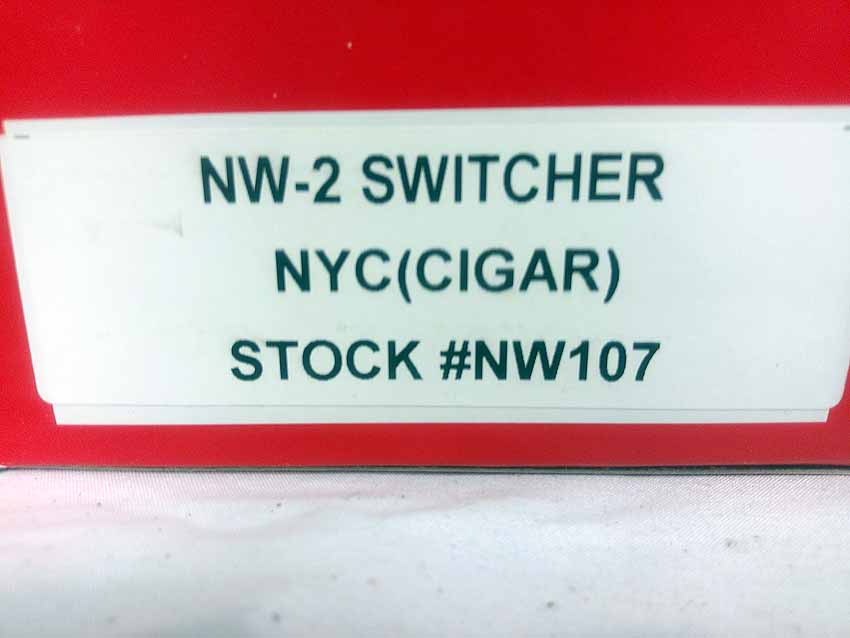 NW-2 SWITCHER
NYC(CIGAR)
STOCK #NW107